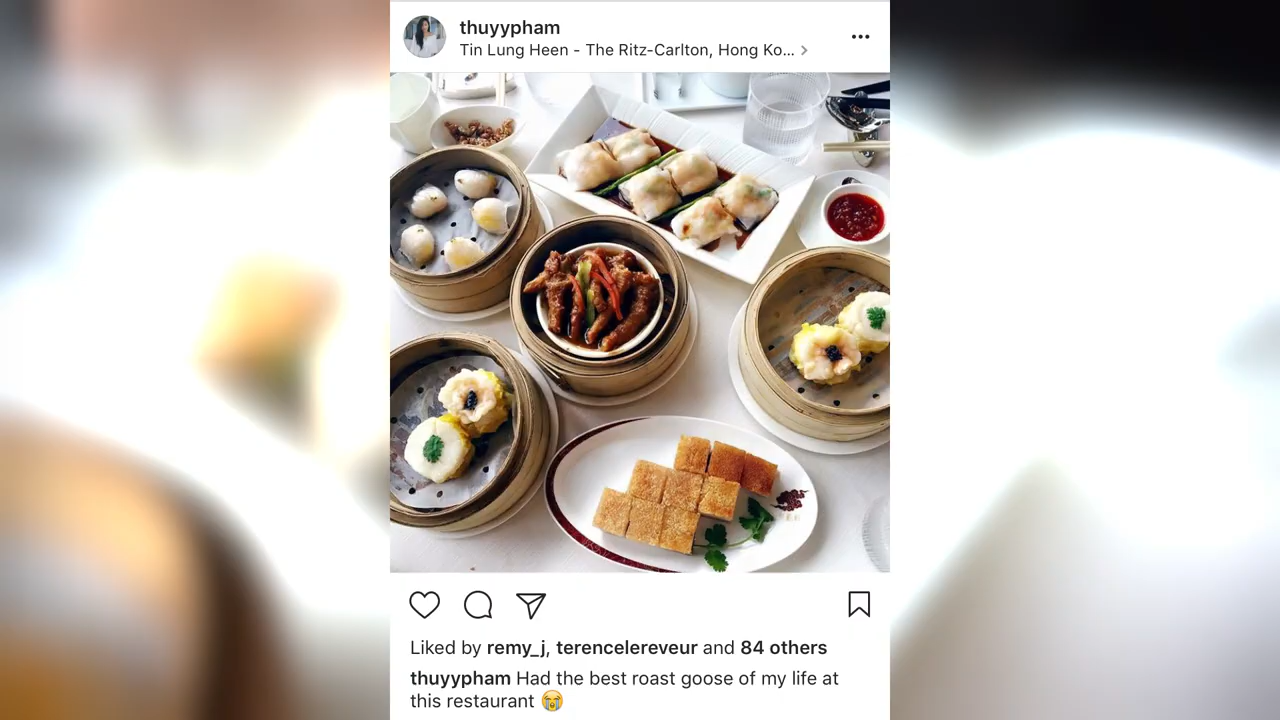 thuyypham
Tin Lung Heen - The Ritz-Carlton, Hong Ko...
Liked by remy_j, terencelereveur and 84 others
thuyypham Had the best roast goose of my life at
this restaurant 😭